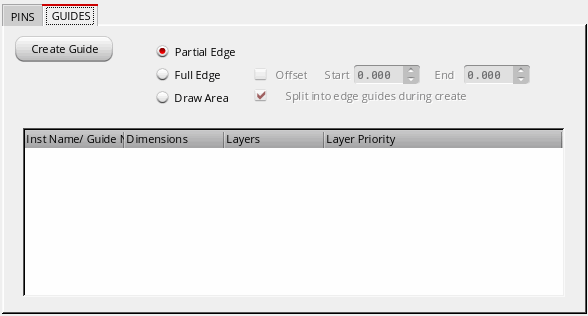 PINS GUIDES
Create Guide
Partial Edge
Full Edge Offset Start 0.000 End 0.000
Draw Area Split into edge guides during create
Inst Name/ Guide N Dimensions Layers Layer Priority